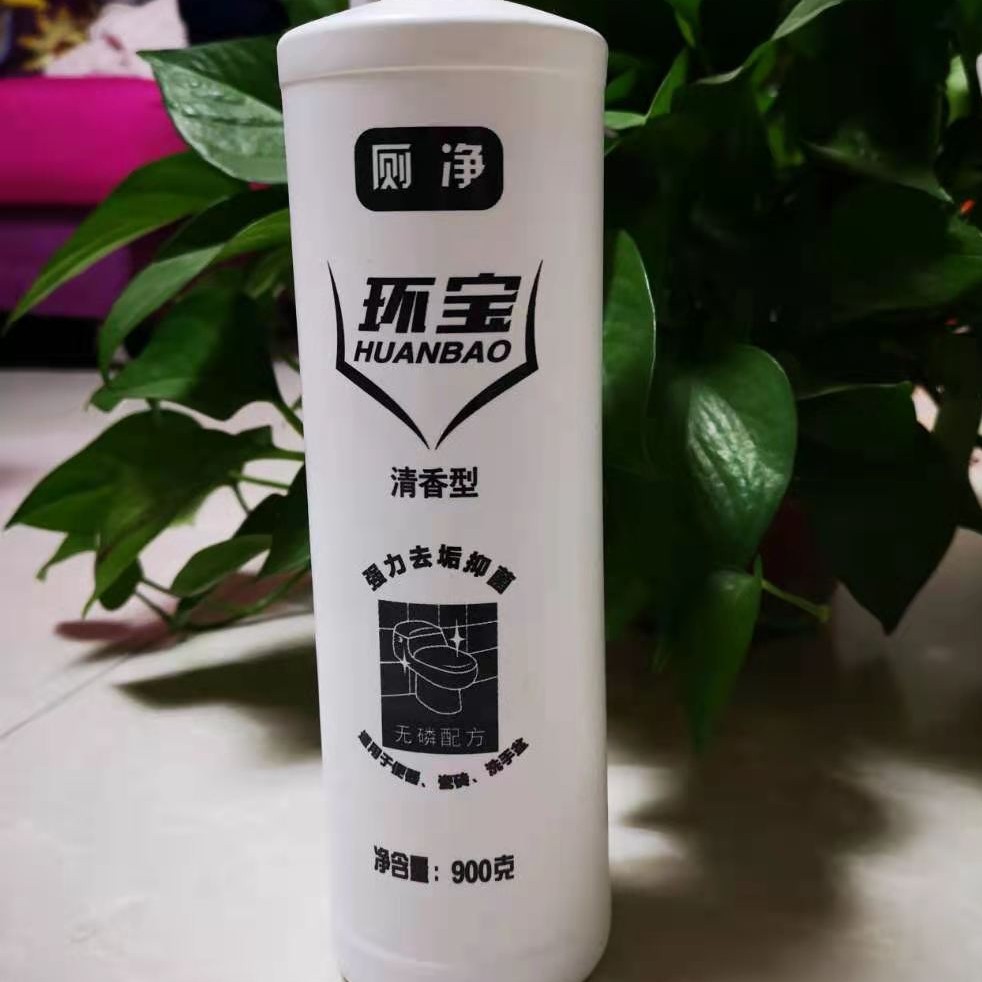 厕净
环宝
HUANBAO
清香型
强力去垢抑菌
无磷配方
适用于便器、瓷砖、洗手盆
净含量：900克